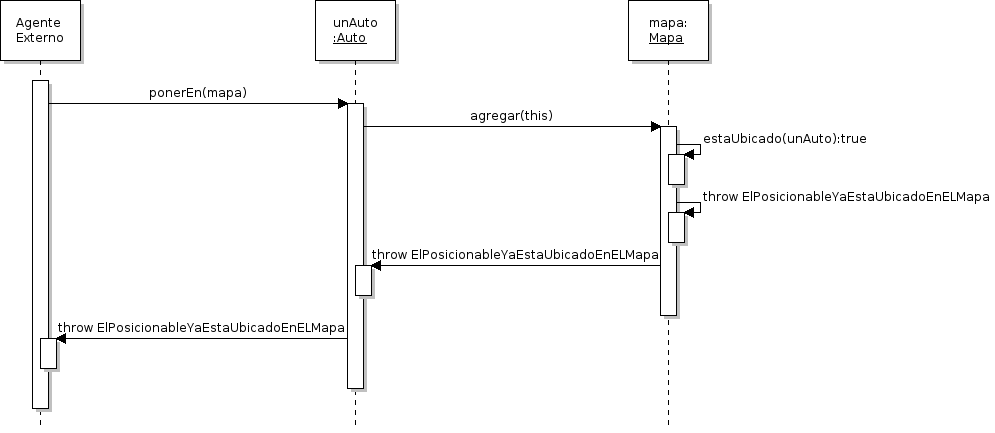 Agente
Externo
unAuto
:Auto
mapa:
Mapa
ponerEn(mapa)
agregar(this)
estaUbicado(unAuto):true
throw ElPosicionableYaEstaUbicadoEnELMapa
throw ElPosicionableYaEstaUbicadoEnELMapa
throw ElPosicionableYaEstaUbicadoEnELMapa